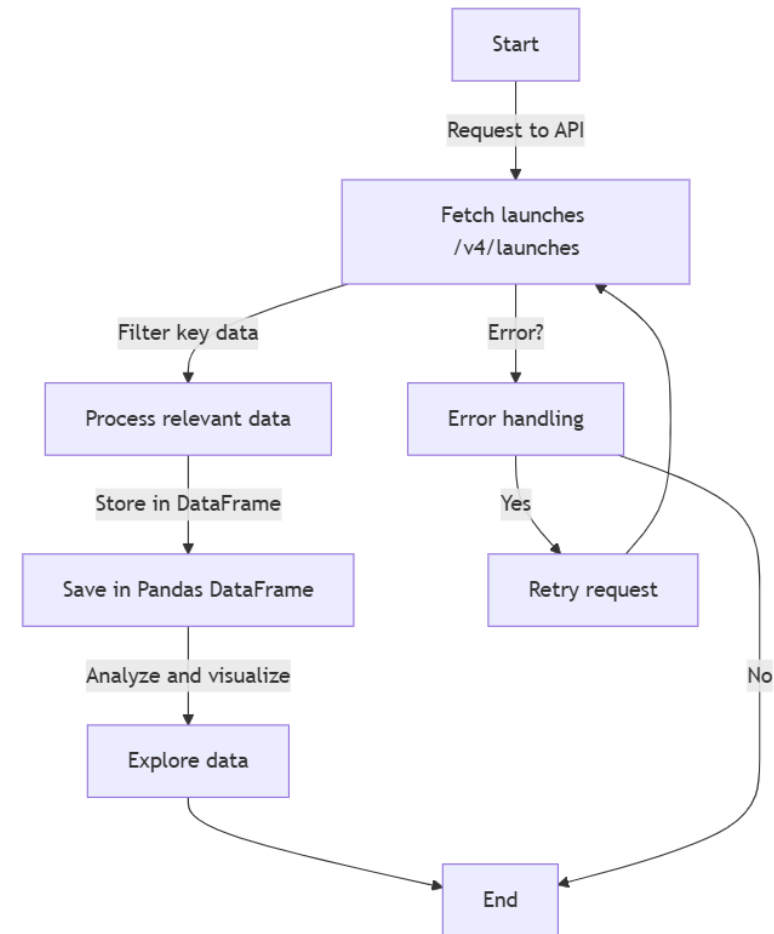 Start
Request to API
Fetch launches
/v4/launches
Filter key data
Error?
Process relevant data
Error handling
Store in DataFrame
Yes
Save in Pandas DataFrame
Retry request
Analyze and visualize
No
Explore data
End